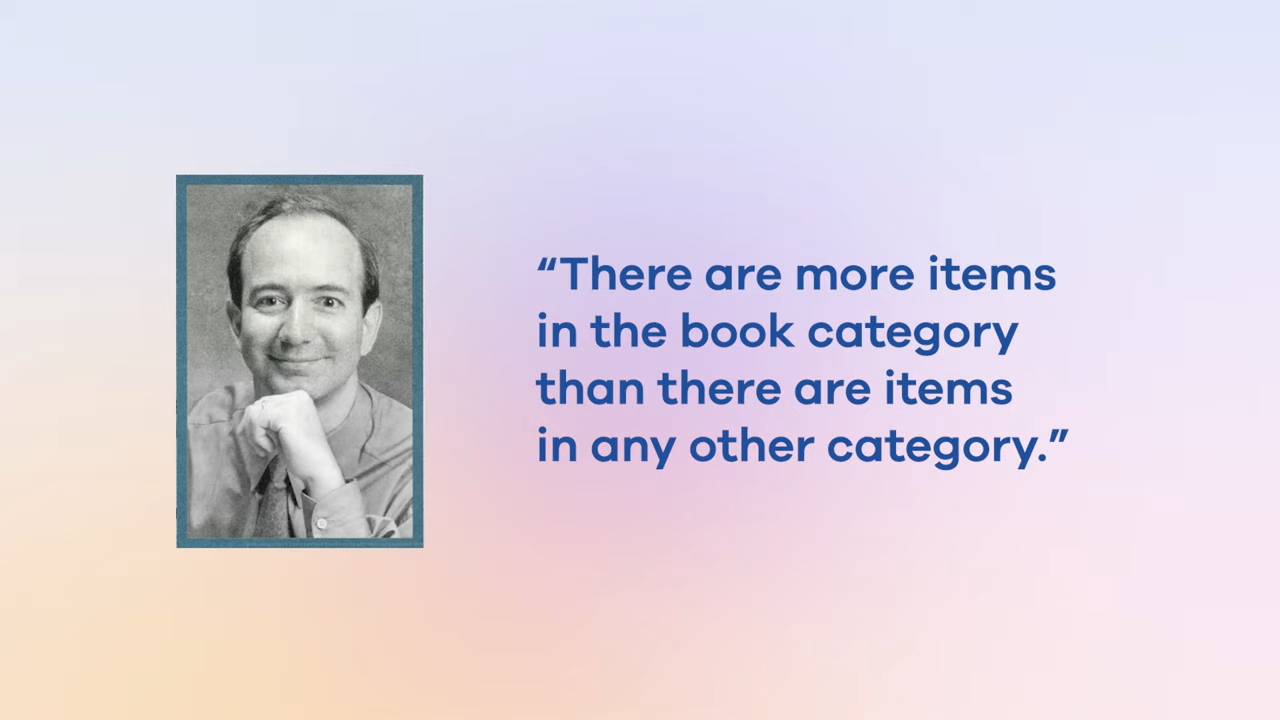 “There are more items
in the book category
than there are items
in any other category.”